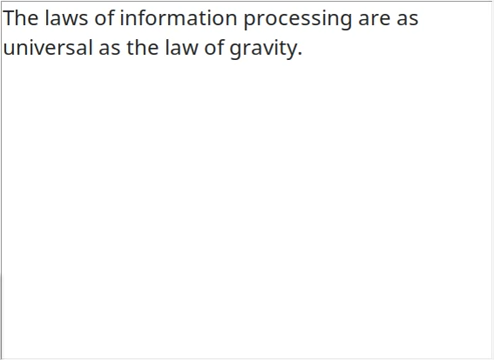 The laws of information processing are as
universal as the law of gravity.